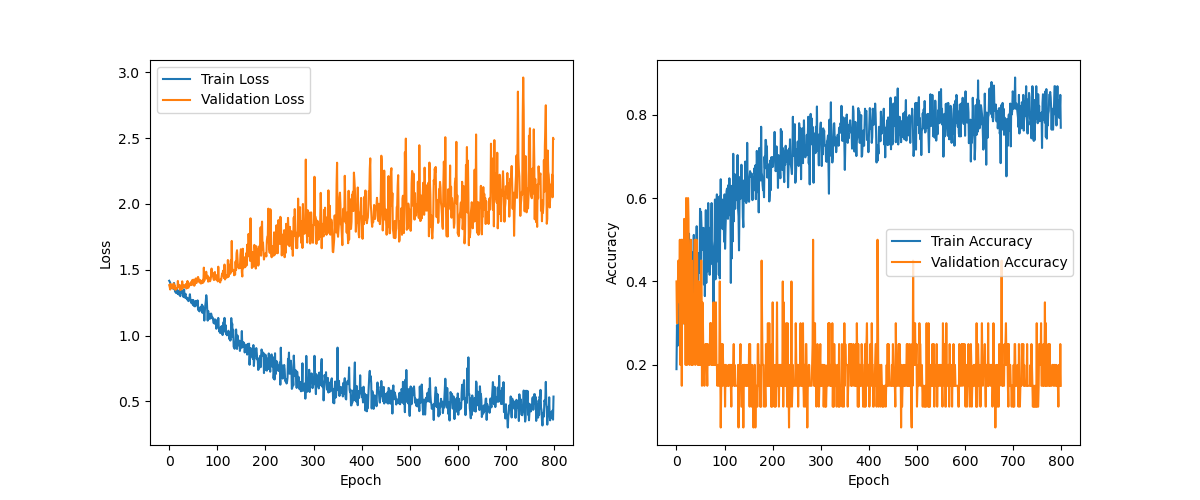 Train Loss
Validation Loss
3.0
2.5
2.0
1.5
1.0
0.5
Loss
0 100 200 300 400 500 600 700 800
Epoch
Train Accuracy
Validation Accuracy
0.8
0.6
0.4
0.2
Accuracy
0 100 200 300 400 500 600 700 800
Epoch